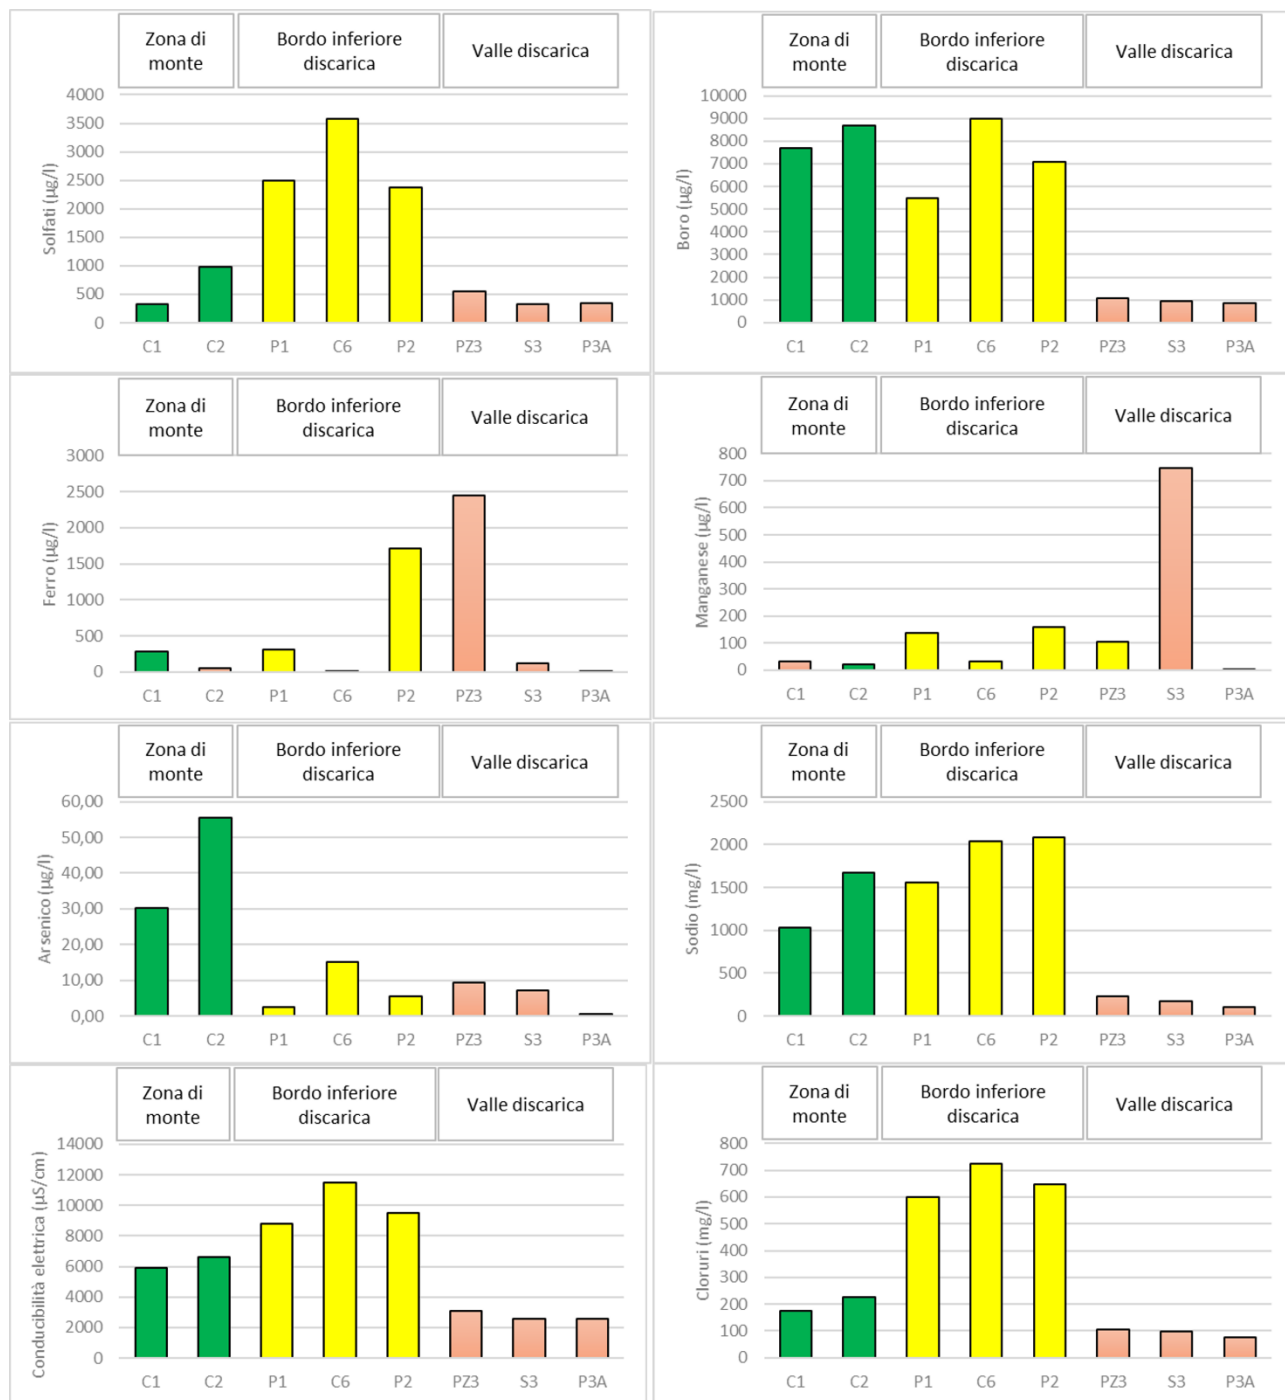 Zona di
monte
Bordo inferiore
discarica
Valle discarica
Solfati (µg/l)
4000
3500
3000
2500
2000
1500
1000
500
0
C1 C2 P1 C6 P2 PZ3 S3 P3A
Zona di
monte
Bordo inferiore
discarica
Valle discarica
Boro (µg/l)
10000
9000
8000
7000
6000
5000
4000
3000
2000
1000
0
C1 C2 P1 C6 P2 PZ3 S3 P3A
Zona di
monte
Bordo inferiore
discarica
Valle discarica
Ferro (µg/l)
3000
2500
2000
1500
1000
500
0
C1 C2 P1 C6 P2 PZ3 S3 P3A
Zona di
monte
Bordo inferiore
discarica
Valle discarica
Manganese (µg/l)
800
700
600
500
400
300
200
100
0
C1 C2 P1 C6 P2 PZ3 S3 P3A
Zona di
monte
Bordo inferiore
discarica
Valle discarica
Arsenico (µg/l)
60,00
50,00
40,00
30,00
20,00
10,00
0,00
C1 C2 P1 C6 P2 PZ3 S3 P3A
Zona di
monte
Bordo inferiore
discarica
Valle discarica
Sodio (mg/l)
2500
2000
1500
1000
500
0
C1 C2 P1 C6 P2 PZ3 S3 P3A
Zona di
monte
Bordo inferiore
discarica
Valle discarica
Conducibilità elettrica (µS/cm)
14000
12000
10000
8000
6000
4000
2000
0
C1 C2 P1 C6 P2 PZ3 S3 P3A
Zona di
monte
Bordo inferiore
discarica
Valle discarica
Cloruri (mg/l)
800
700
600
500
400
300
200
100
0
C1 C2 P1 C6 P2 PZ3 S3 P3A